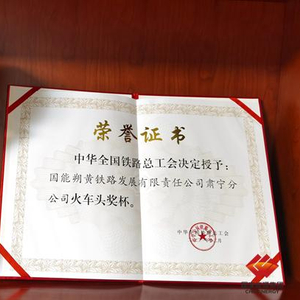 荣誉证书
中华全国铁路总工会决定授予：
国能朔黄铁路发展有限责任公司肃宁分
公司火车头奖杯。